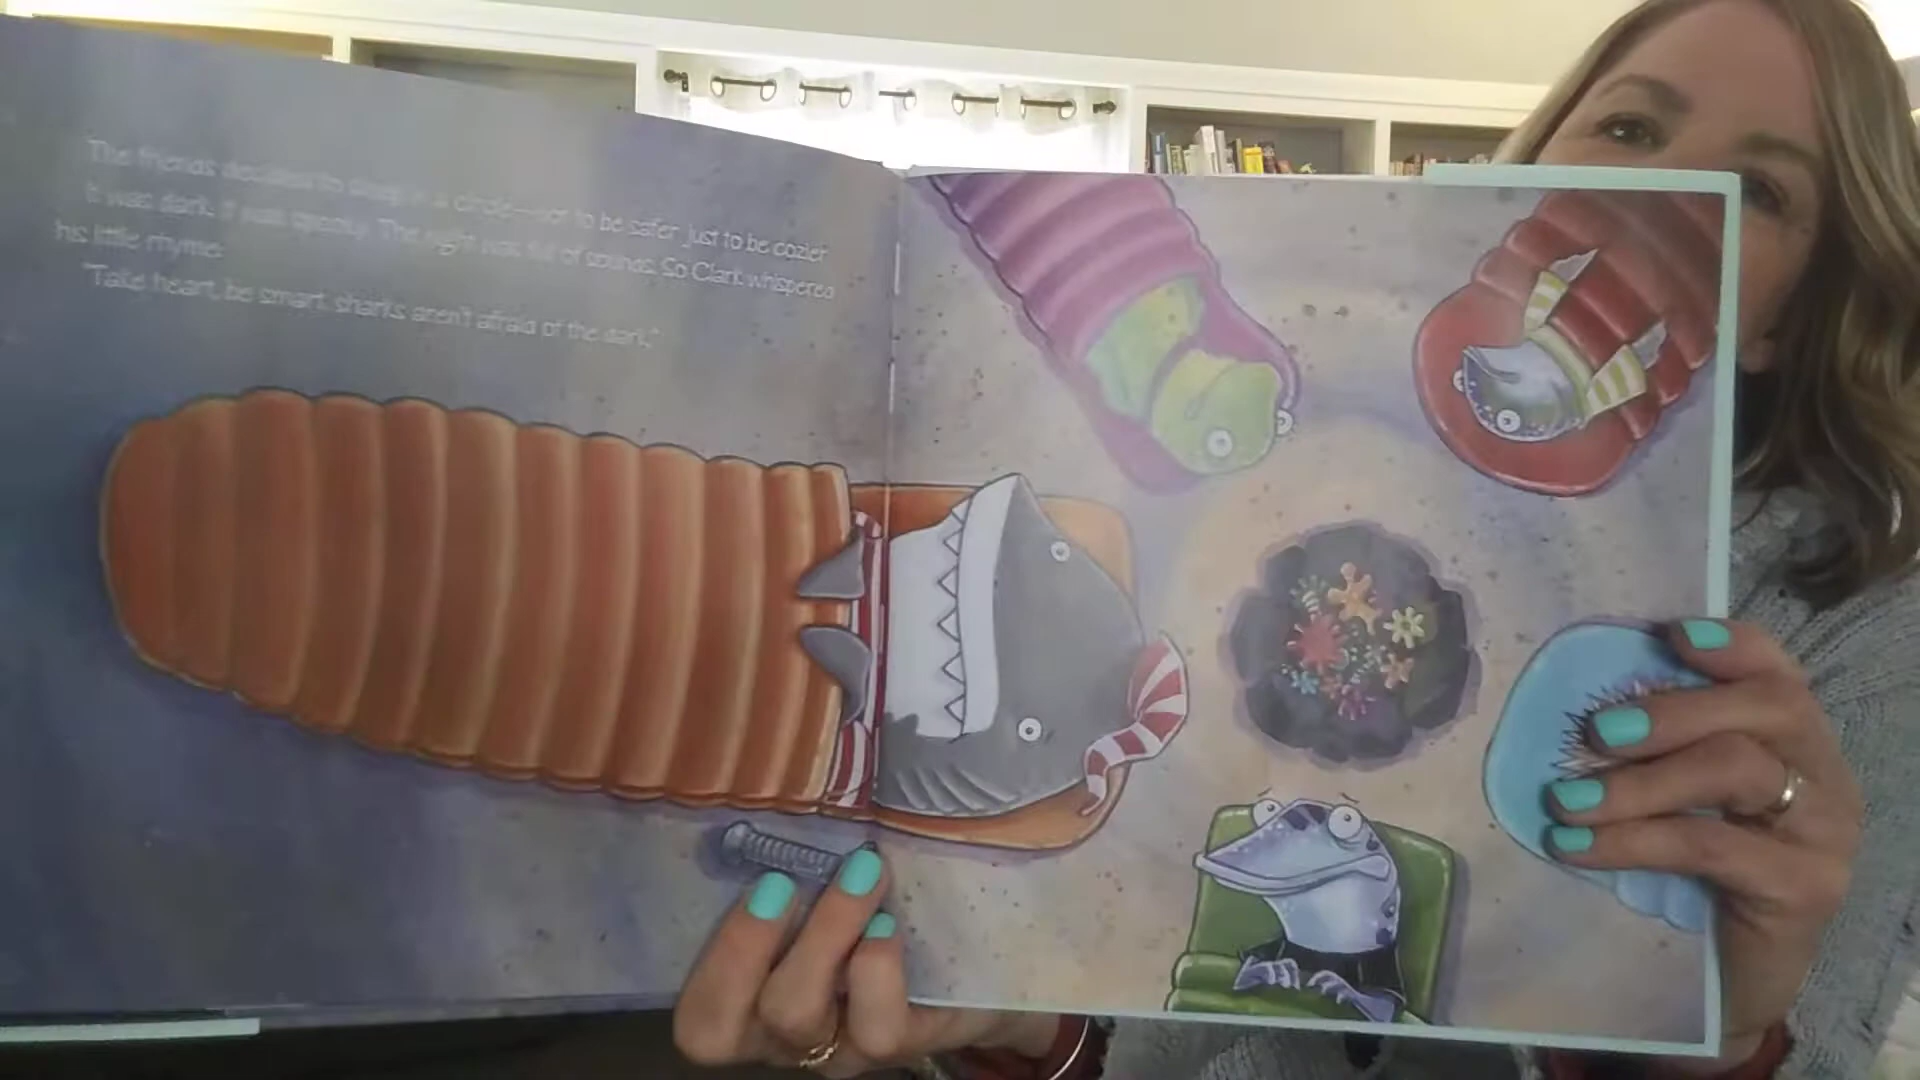 The friends decided to sleep in a circle—not to be safer, just to be cozier.
It was dark. It was spooky. The night was full of sounds. So Clark whispered
his little rhyme:
"Take heart, be smart, sharks aren't afraid of the dark."